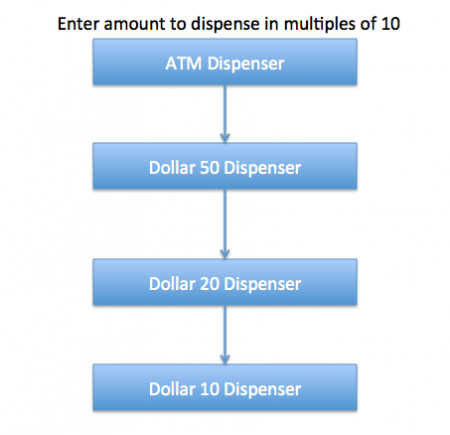 Enter amount to dispense in multiples of 10
ATM Dispenser
Dollar 50 Dispenser
Dollar 20 Dispenser
Dollar 10 Dispenser